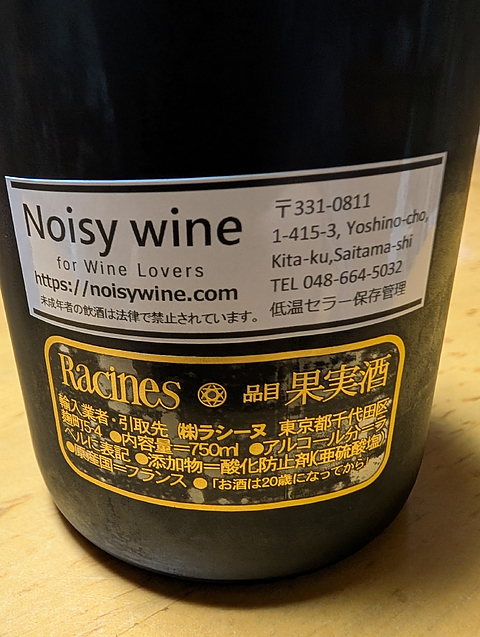 Noisy wine
for Wine Lovers
https://noisywine.com
未成年者の飲酒は法律で禁止されています。
〒331-0811
1-415-3, Yoshino-cho,
Kita-ku,Saitama-shi
TEL 048-664-5032
低温セラー保存管理
Racines 品目 果実酒
輸入業者・引取先 (株)ラシーヌ 東京都千代田区
麹町5-4 ●内容量＝750ml ●アルコール分＝ラ
ベルに表記 ●添加物＝酸化防止剤(亜硫酸塩)
●原産国＝フランス ●「お酒は20歳になってから」